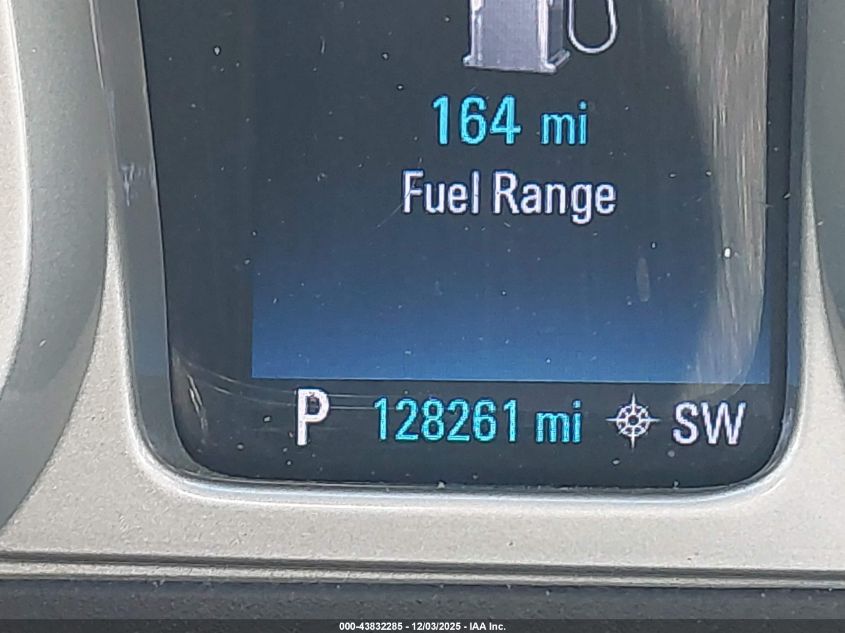 164 mi
Fuel Range
P 128261 mi SW
000-43832285 - 12/03/2025 - IAA Inc.